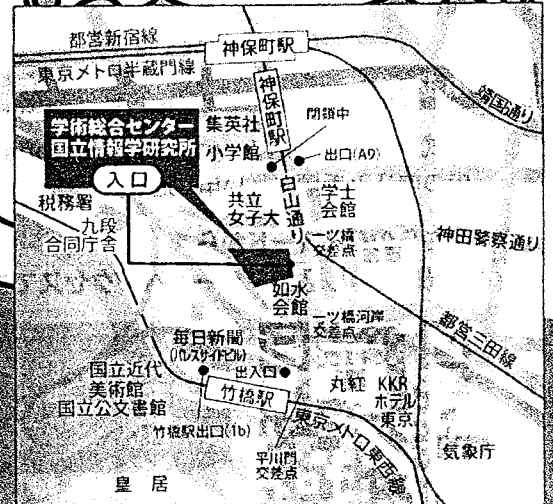 都営新宿線
神保町駅
東京メトロ半蔵門線
靖国通り
神保町駅
閉鎖中
学術総合センター
国立情報学研究所
集英社
小学館
出口(A9)
入口
白山通り
税務署
共立
女子大
学士
会館
九段
合同庁舎
一ツ橋
交差点
神田警察通り
如水
会館
一ツ橋河岸
交差点
都営三田線
毎日新聞
(パレスサイドビル)
国立近代
美術館
国立公文書館
出入口
竹橋駅
丸紅
KKR
ホテル
東京
竹橋駅出口(1b)
東京メトロ東西線
平川門
交差点
気象庁
皇居